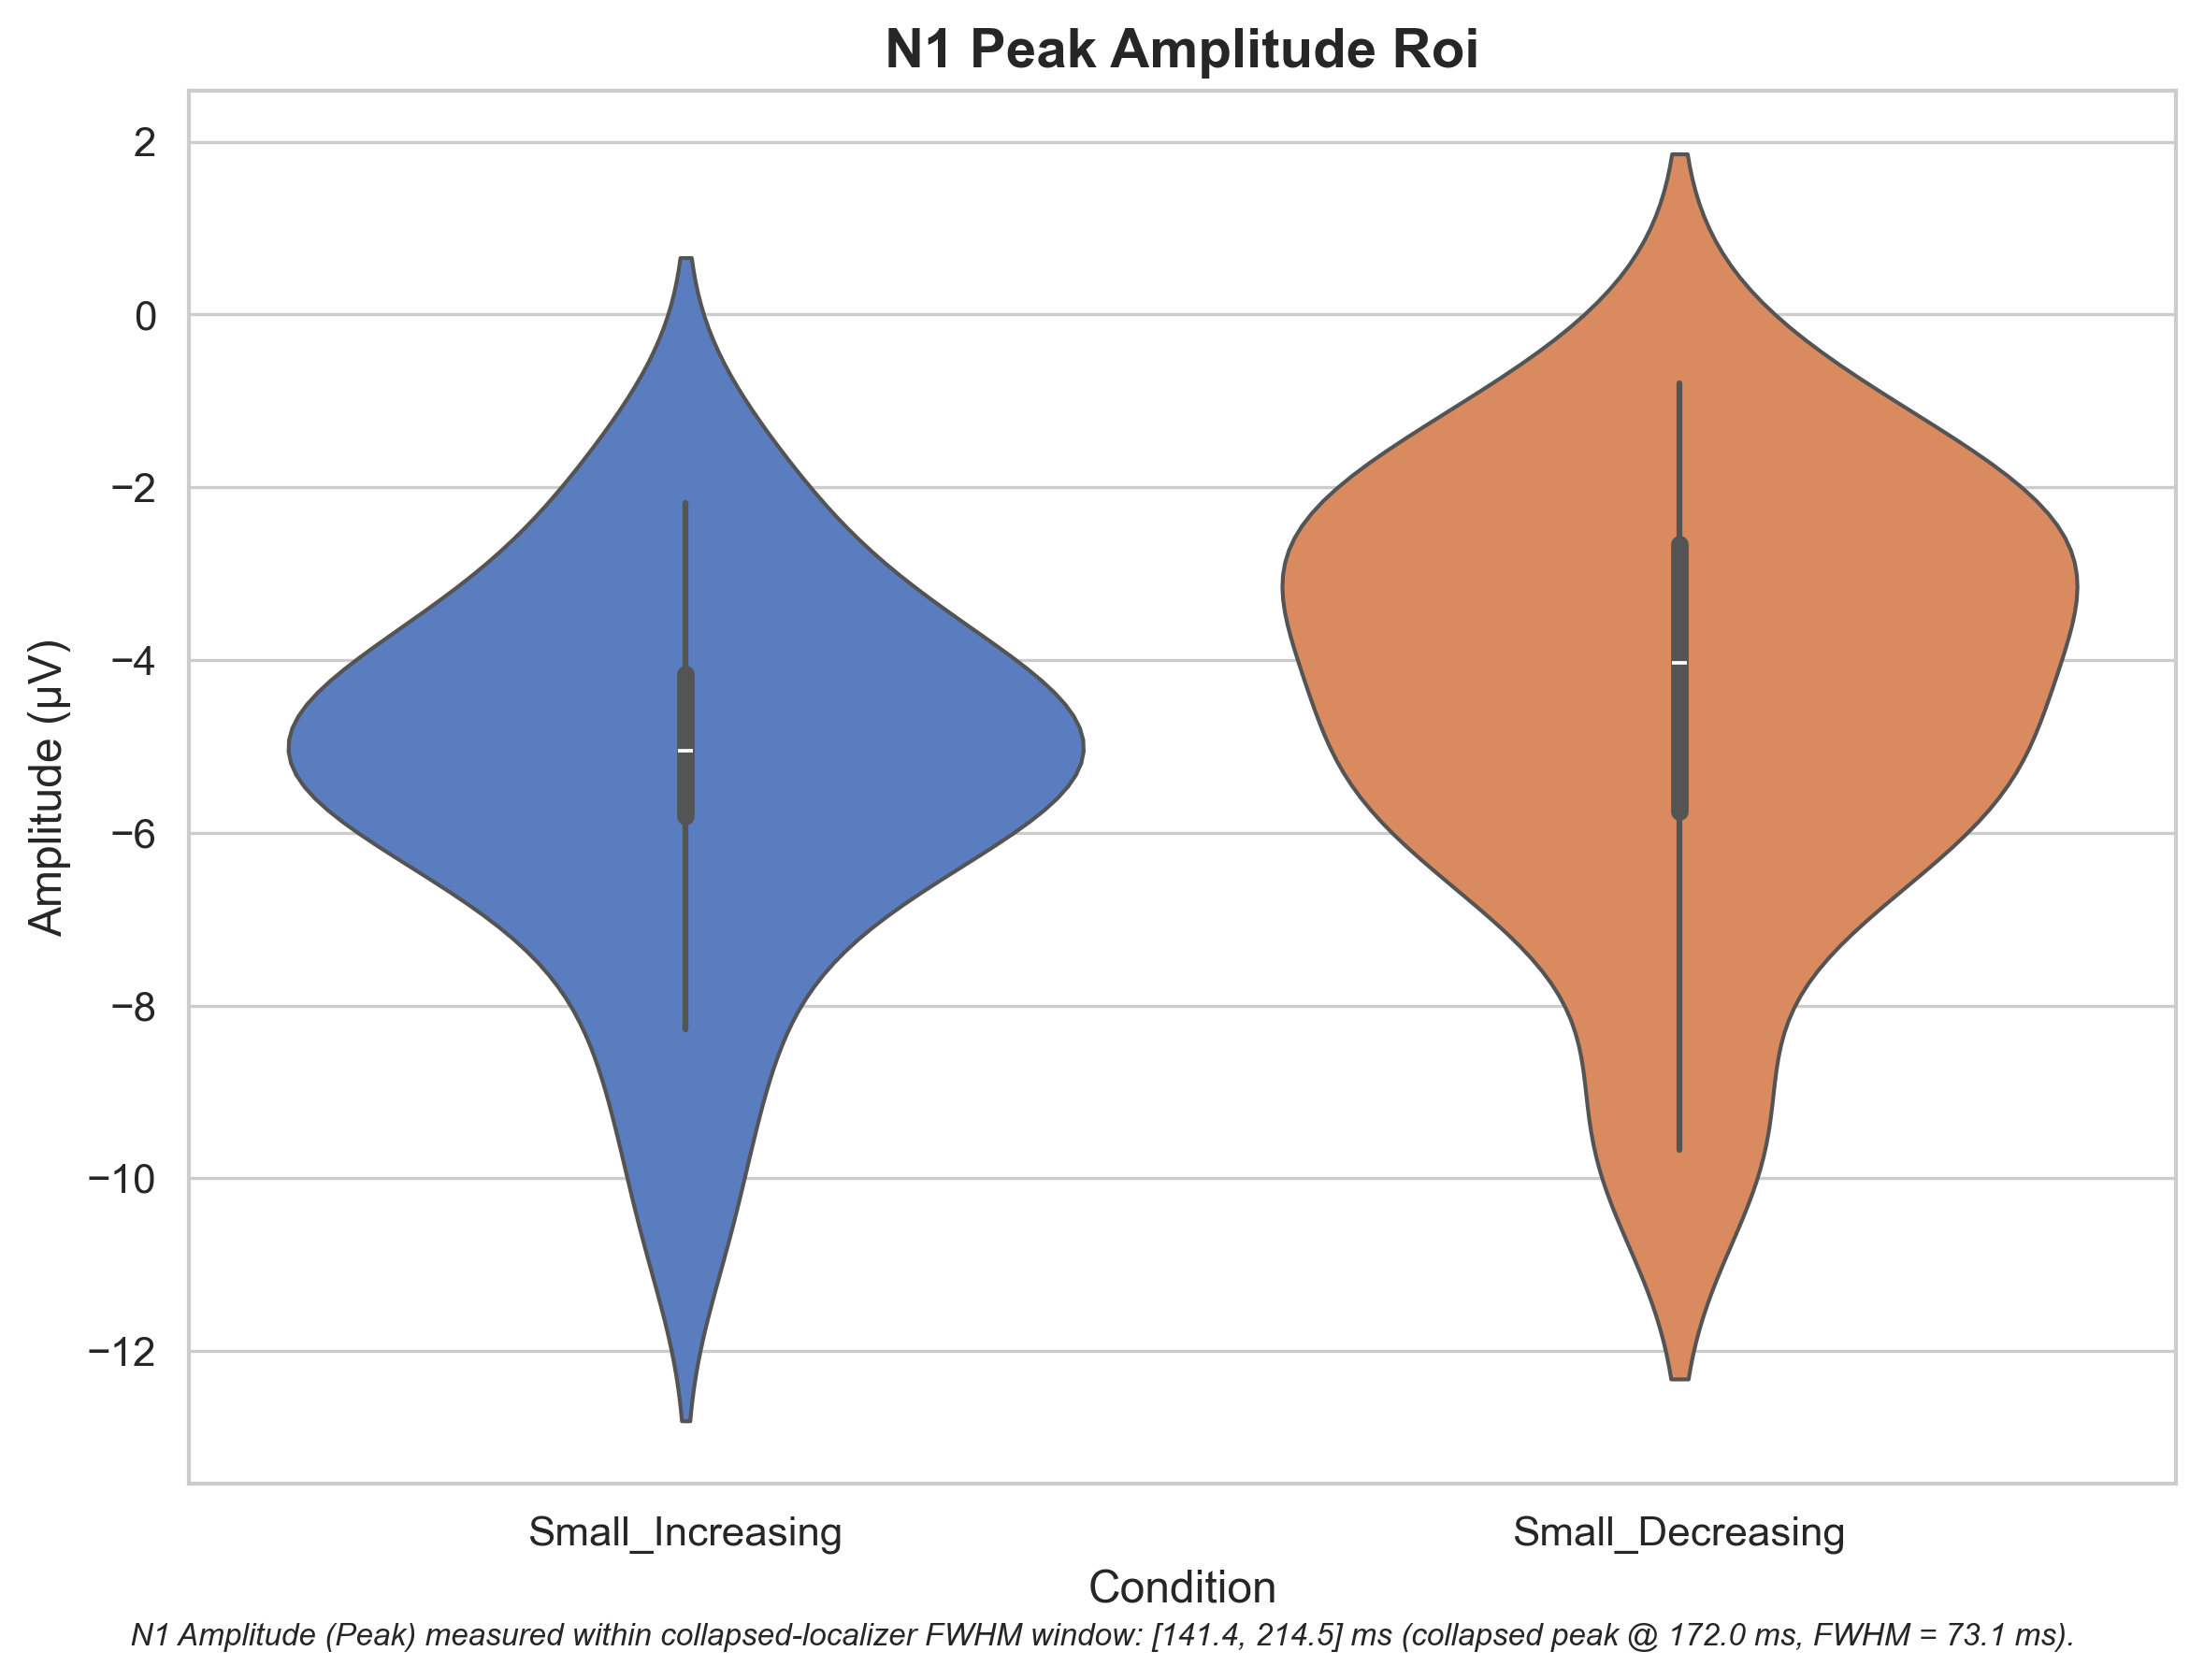 N1 Peak Amplitude Roi
2
0
−2
−4
−6
−8
−10
−12
Amplitude (µV)
Small_Increasing
Small_Decreasing
Condition
N1 Amplitude (Peak) measured within collapsed-localizer FWHM window: [141.4, 214.5] ms (collapsed peak @ 172.0 ms, FWHM = 73.1 ms).